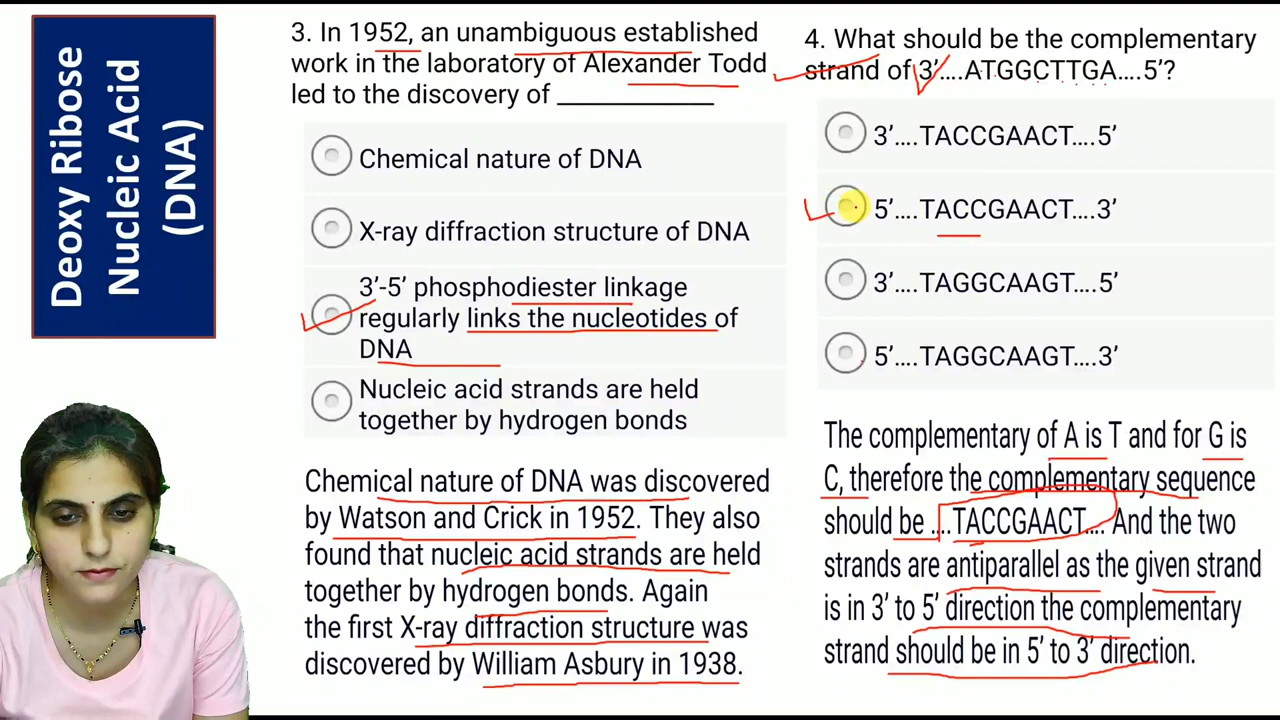 Deoxy Ribose
Nucleic Acid
(DNA)
3. In 1952, an unambiguous established
work in the laboratory of Alexander Todd
led to the discovery of ____________
Chemical nature of DNA
X-ray diffraction structure of DNA
3’-5’ phosphodiester linkage
regularly links the nucleotides of
DNA
Nucleic acid strands are held
together by hydrogen bonds
Chemical nature of DNA was discovered
by Watson and Crick in 1952. They also
found that nucleic acid strands are held
together by hydrogen bonds. Again
the first X-ray diffraction structure was
discovered by William Asbury in 1938.
4. What should be the complementary
strand of 3’....ATGGCTTGA....5’?
3’....TACCGAACT....5’
5’....TACCGAACT....3’
3’....TAGGCAAGT....5’
5’....TAGGCAAGT....3’
The complementary of A is T and for G is
C, therefore the complementary sequence
should be ....TACCGAACT.... And the two
strands are antiparallel as the given strand
is in 3’ to 5’ direction the complementary
strand should be in 5’ to 3’ direction.